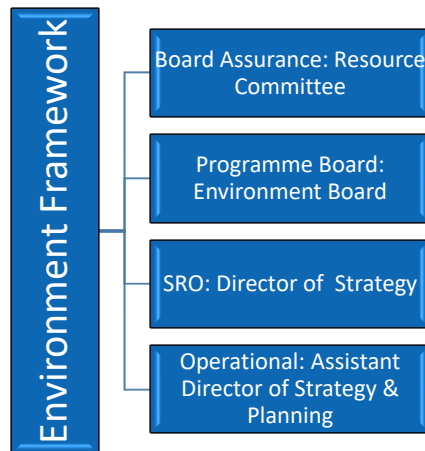 Environment Framework
Board Assurance: Resource
Committee
Programme Board:
Environment Board
SRO: Director of  Strategy
Operational: Assistant
Director of Strategy &
Planning